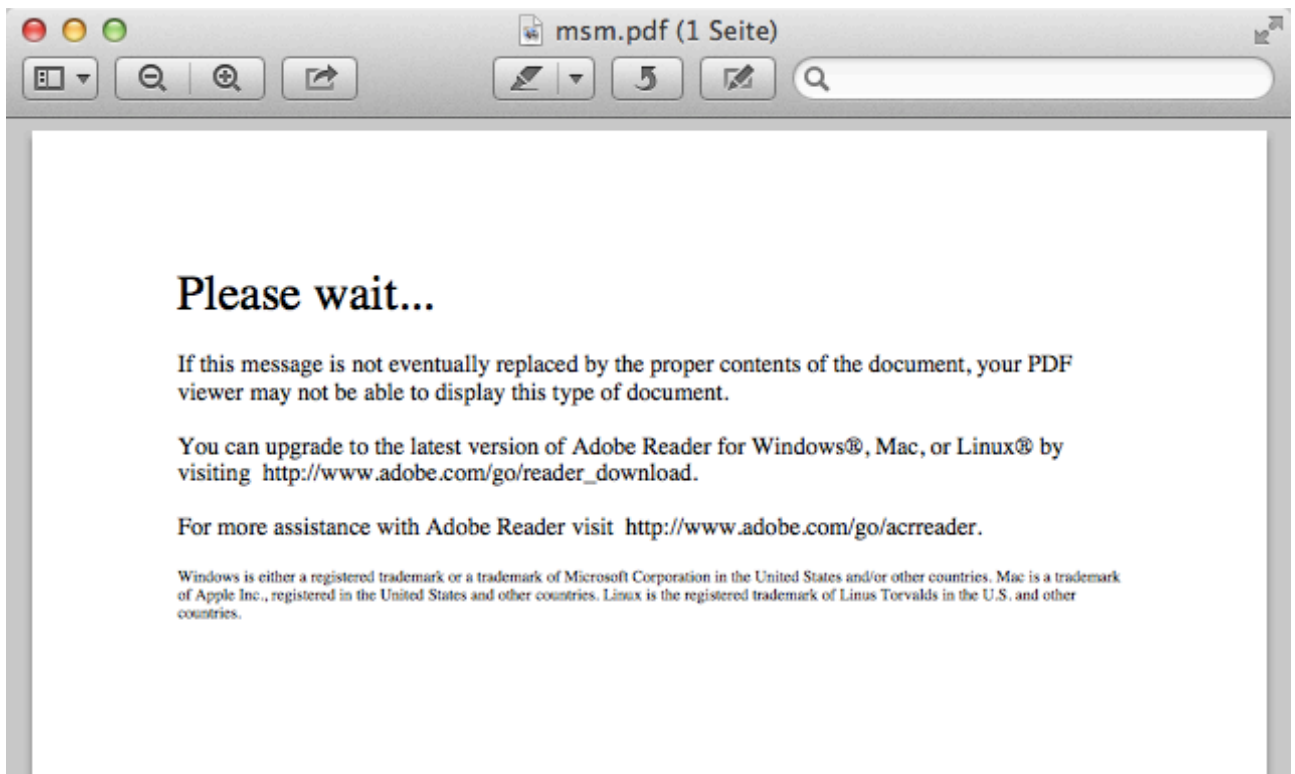 msm.pdf (1 Seite)
Please wait...
If this message is not eventually replaced by the proper contents of the document, your PDF
viewer may not be able to display this type of document.
You can upgrade to the latest version of Adobe Reader for Windows®, Mac, or Linux® by
visiting  http://www.adobe.com/go/reader_download.
For more assistance with Adobe Reader visit  http://www.adobe.com/go/acrreader.
Windows is either a registered trademark or a trademark of Microsoft Corporation in the United States and/or other countries. Mac is a trademark
of Apple Inc., registered in the United States and other countries. Linux is the registered trademark of Linus Torvalds in the U.S. and other
countries.